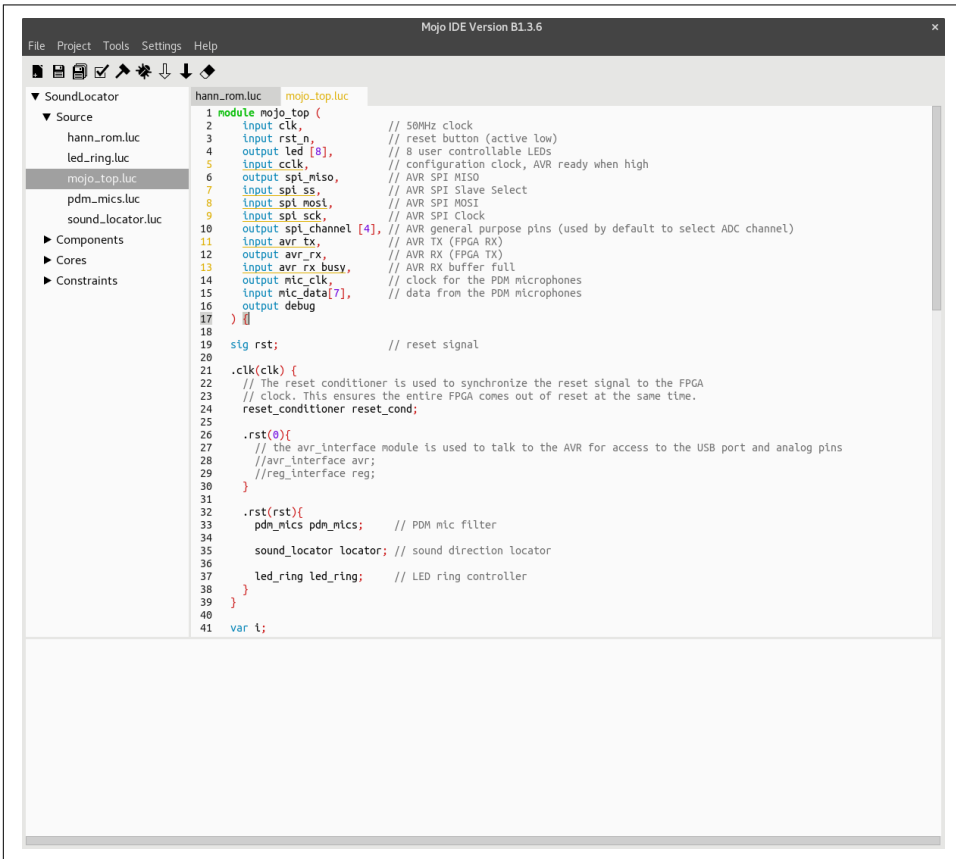 Mojo IDE Version B1.3.6 ×
File Project Tools Settings Help
▼ SoundLocator
▼ Source
hann_rom.luc
led_ring.luc
mojo_top.luc
pdm_mics.luc
sound_locator.luc
▶ Components
▶ Cores
▶ Constraints
hann_rom.luc mojo_top.luc
1 module mojo_top (
2 input clk, // 50MHz clock
3 input rst_n, // reset button (active low)
4 output led [8], // 8 user controllable LEDs
5 input cclk, // configuration clock, AVR ready when high
6 output spi_miso, // AVR SPI MISO
7 input spi_ss, // AVR SPI Slave Select
8 input spi_mosi, // AVR SPI MOSI
9 input spi_sck, // AVR SPI Clock
10 output spi_channel [4], // AVR general purpose pins (used by default to select ADC channel)
11 input avr_tx, // AVR TX (FPGA RX)
12 output avr_rx, // AVR RX (FPGA TX)
13 input avr_rx_busy, // AVR RX buffer full
14 output mic_clk, // clock for the PDM microphones
15 input mic_data[7], // data from the PDM microphones
16 output debug
17 ) {
18
19 sig rst; // reset signal
20
21 .clk(clk) {
22 // The reset conditioner is used to synchronize the reset signal to the FPGA
23 // clock. This ensures the entire FPGA comes out of reset at the same time.
24 reset_conditioner reset_cond;
25
26 .rst(0){
27 // the avr_interface module is used to talk to the AVR for access to the USB port and analog pins
28 //avr_interface avr;
29 //reg_interface reg;
30 }
31
32 .rst(rst){
33 pdm_mics pdm_mics; // PDM mic filter
34
35 sound_locator locator; // sound direction locator
36
37 led_ring led_ring; // LED ring controller
38 }
39 }
40
41 var i;